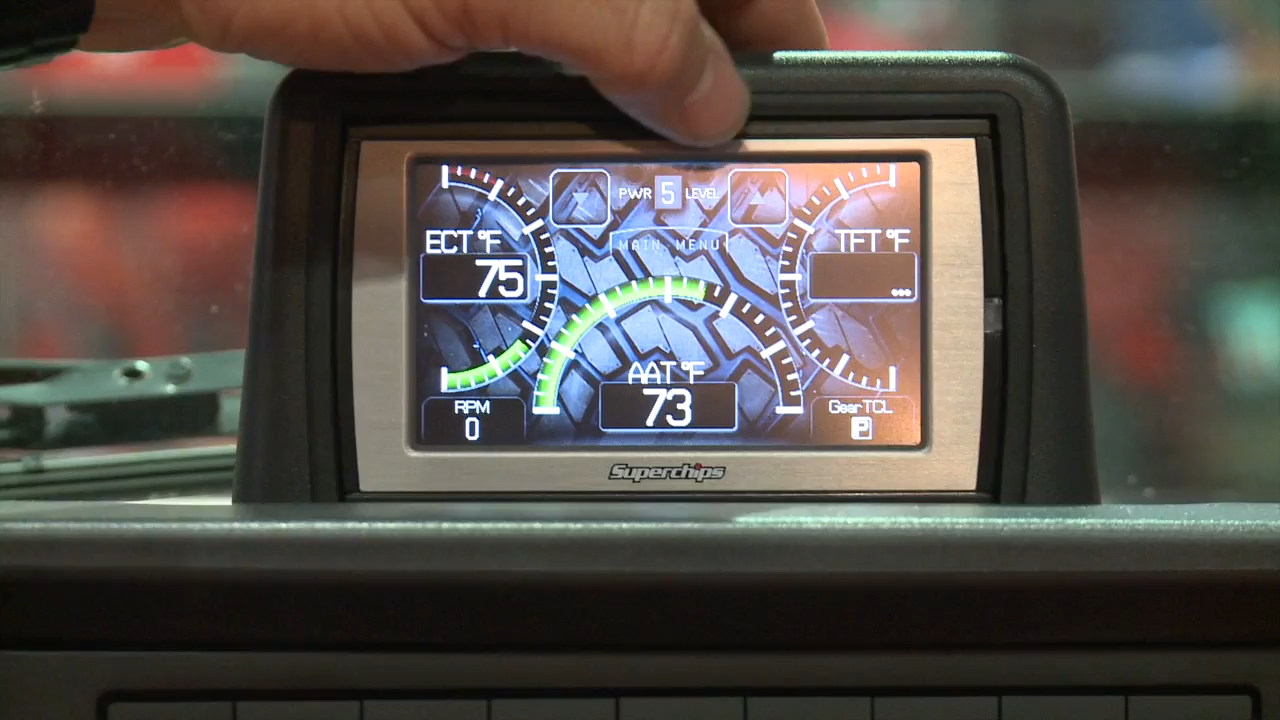 PWR 5 LEVEL
MAIN MENU
ECT °F
75
TFT °F
...
AAT °F
73
RPM
0
Gear TCL
P
Superchips